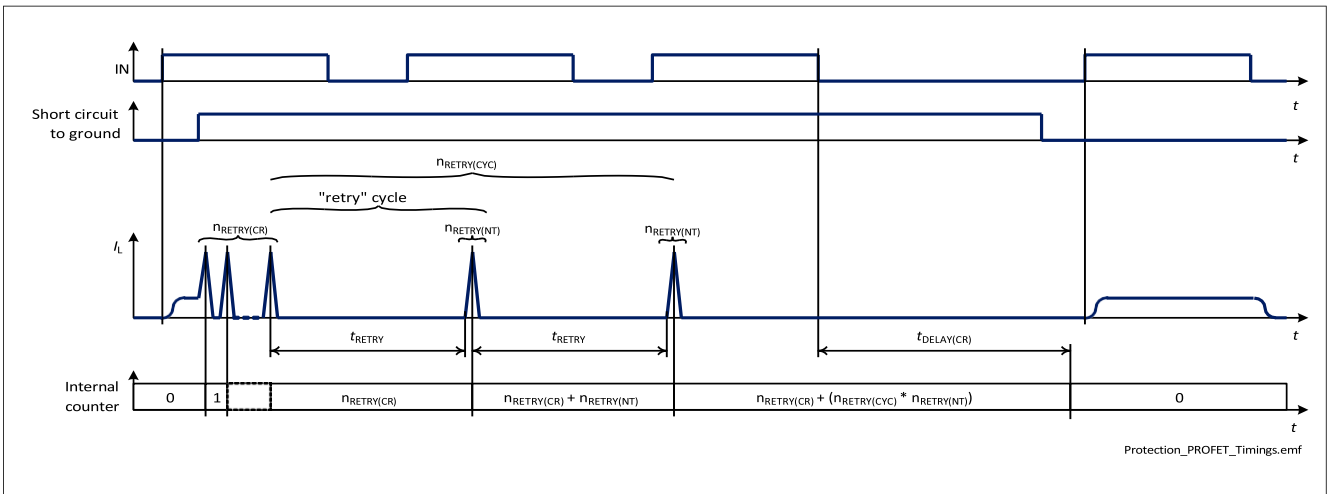 IN
t
Short circuit
to ground
t
nRETRY(CYC)
"retry" cycle
nRETRY(CR)
nRETRY(NT)
nRETRY(NT)
IL
t
tRETRY
tRETRY
tDELAY(CR)
Internal
counter
0
1
nRETRY(CR)
nRETRY(CR) + nRETRY(NT)
nRETRY(CR) + (nRETRY(CYC) * nRETRY(NT))
0
t
Protection_PROFET_Timings.emf